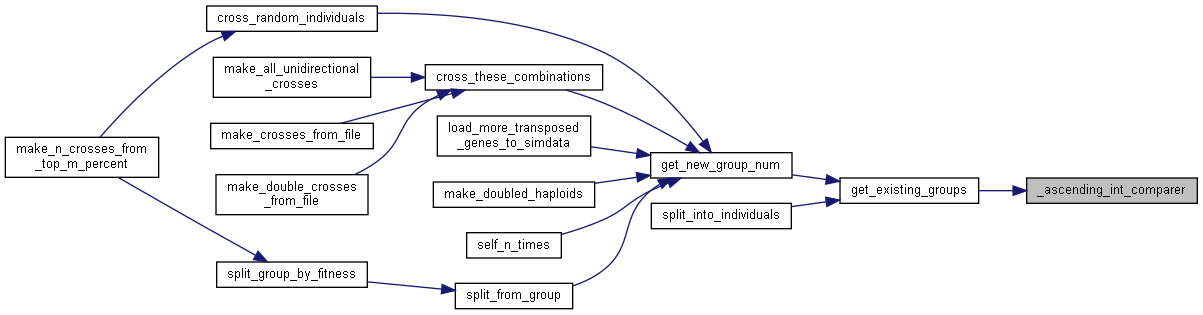 cross_random_individuals
make_all_unidirectional
_crosses
cross_these_combinations
make_crosses_from_file
make_n_crosses_from
_top_m_percent
load_more_transposed
_genes_to_simdata
get_new_group_num
make_double_crosses
_from_file
make_doubled_haploids
get_existing_groups
_ascending_int_comparer
split_into_individuals
self_n_times
split_group_by_fitness
split_from_group